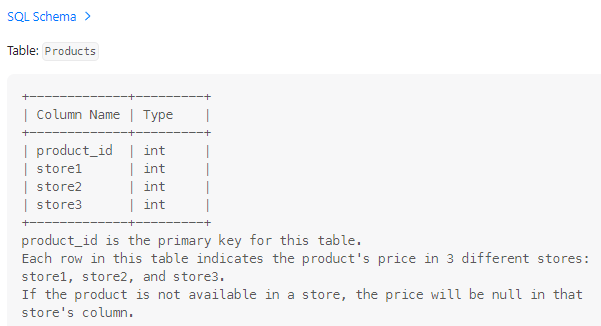 SQL Schema >
Table: Products
+-------------+---------+
| Column Name | Type    |
+-------------+---------+
| product_id  | int     |
| store1      | int     |
| store2      | int     |
| store3      | int     |
+-------------+---------+
product_id is the primary key for this table.
Each row in this table indicates the product's price in 3 different stores:
store1, store2, and store3.
If the product is not available in a store, the price will be null in that
store's column.